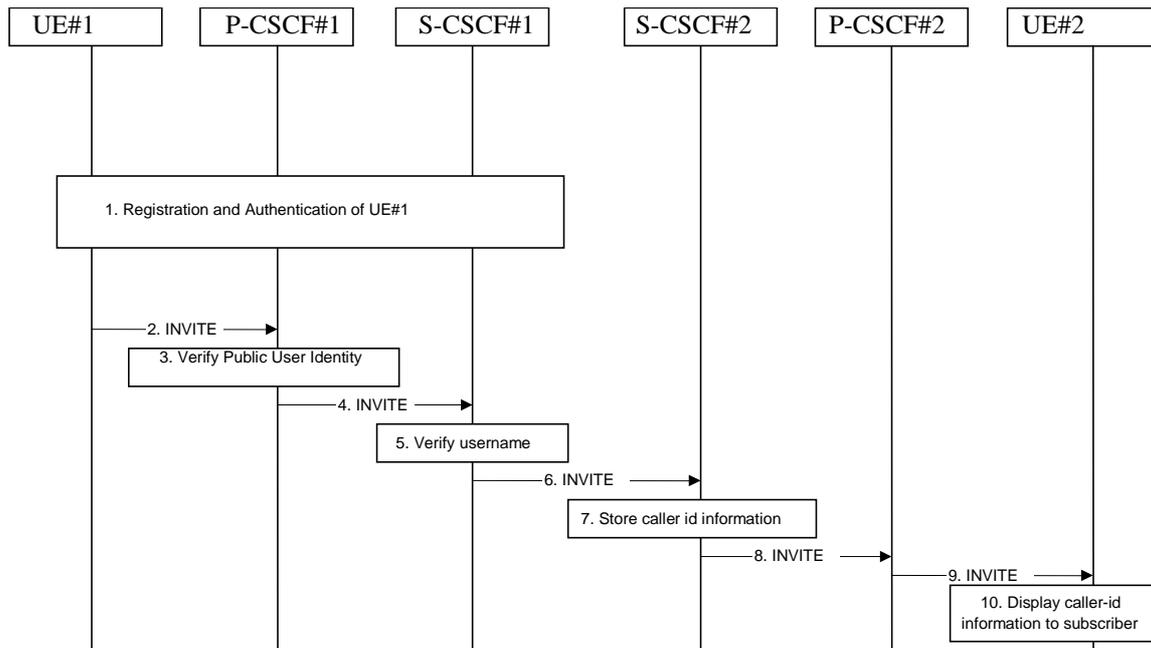 UE#1
P-CSCF#1
S-CSCF#1
S-CSCF#2
P-CSCF#2
UE#2
1. Registration and Authentication of UE#1
2. INVITE
3. Verify Public User Identity
4. INVITE
5. Verify username
6. INVITE
7. Store caller id information
8. INVITE
9. INVITE
10. Display caller-id
information to subscriber